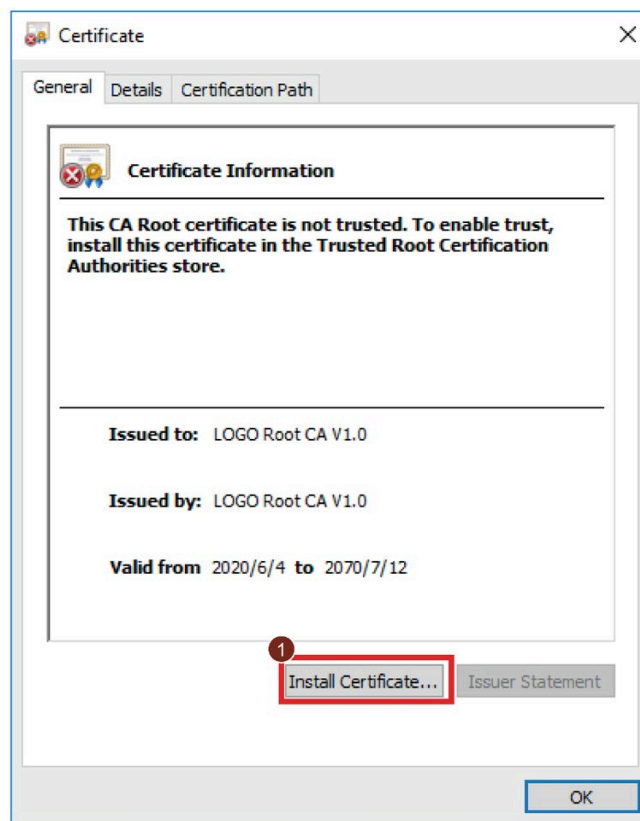 Certificate
General Details Certification Path
Certificate Information
This CA Root certificate is not trusted. To enable trust,
install this certificate in the Trusted Root Certification
Authorities store.
Issued to: LOGO Root CA V1.0
Issued by: LOGO Root CA V1.0
Valid from 2020/6/4 to 2070/7/12
1
Install Certificate... Issuer Statement
OK